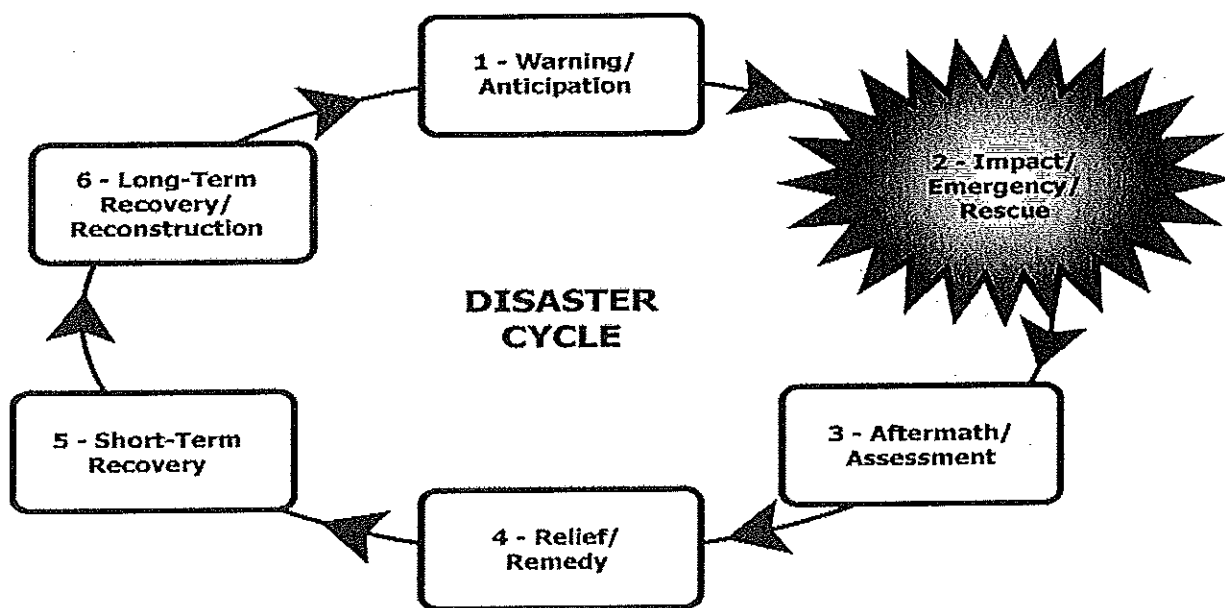 1 - Warning/
Anticipation
2 - Impact/
Emergency/
Rescue
3 - Aftermath/
Assessment
4 - Relief/
Remedy
5 - Short-Term
Recovery
6 - Long-Term
Recovery/
Reconstruction
DISASTER
CYCLE